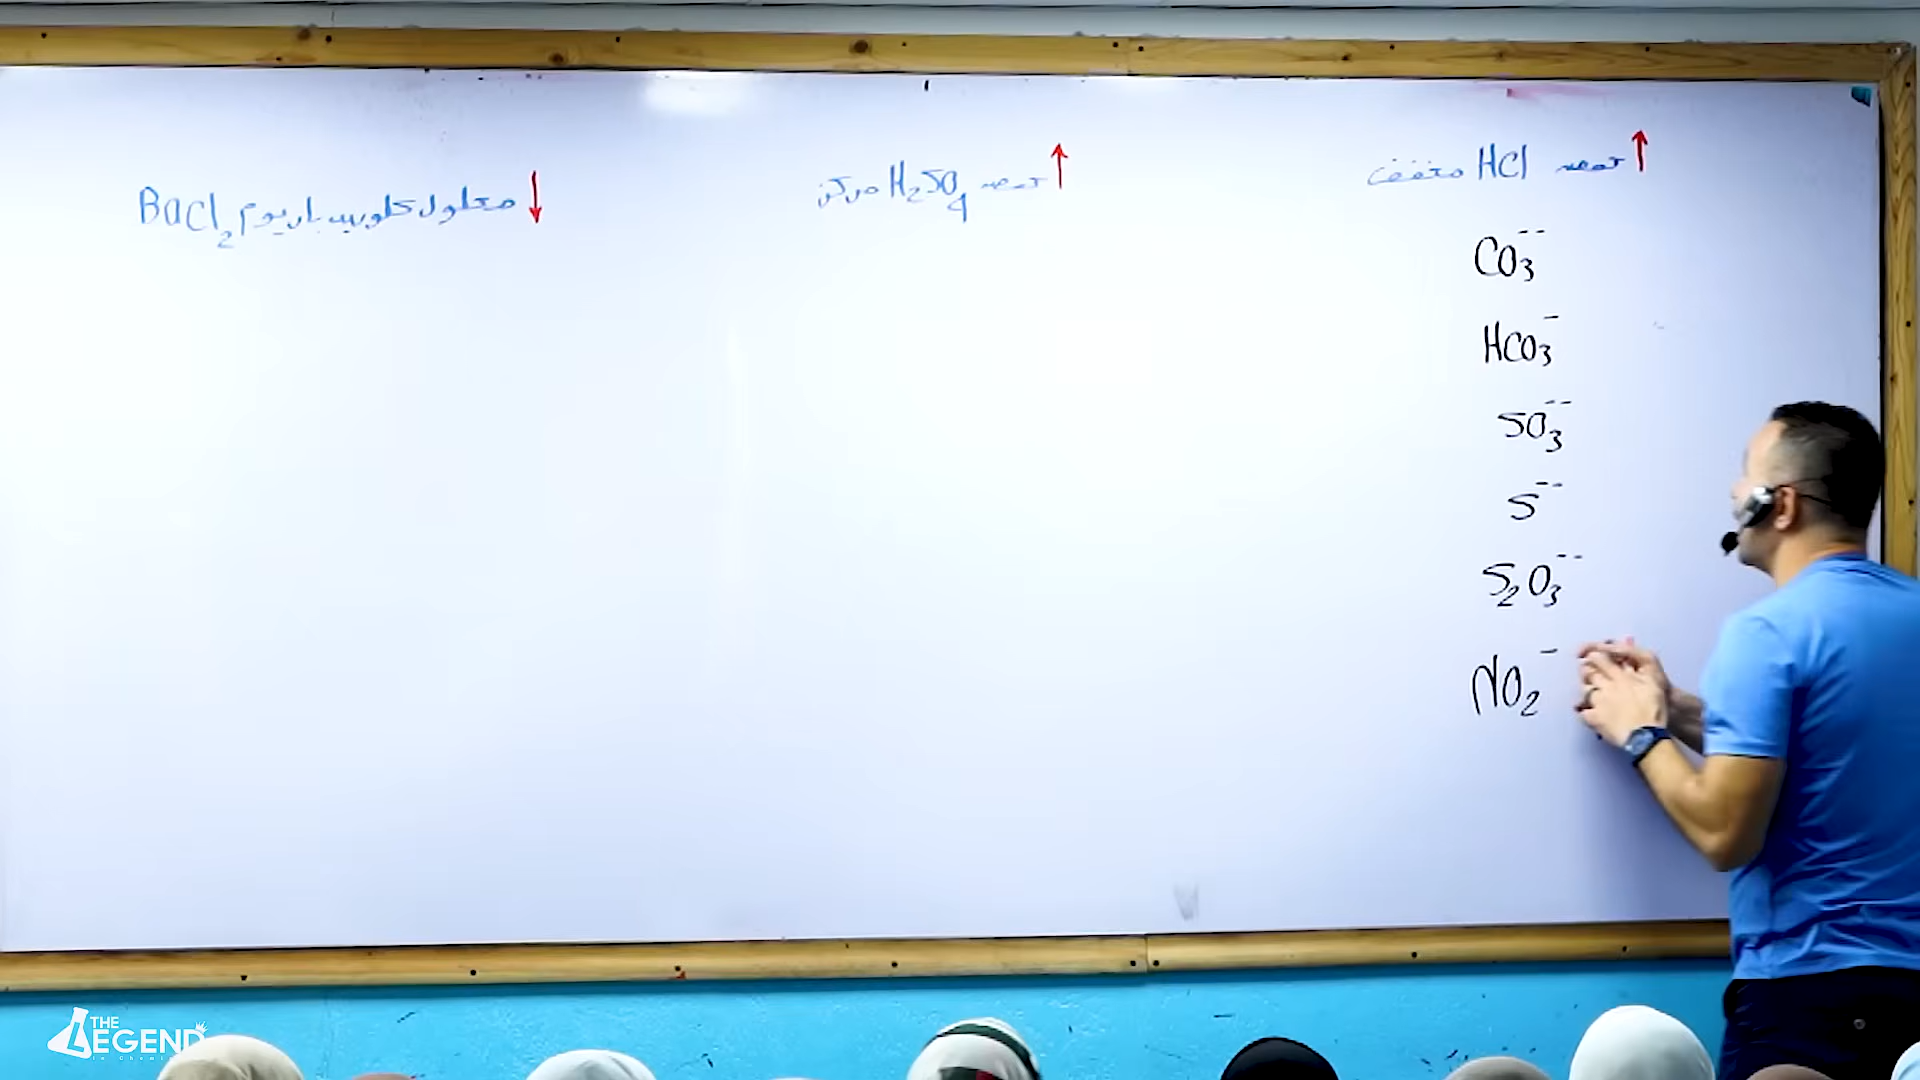 حمض HCl مخفف ↑
CO₃⁻⁻
HCO₃⁻
SO₃⁻⁻
S⁻⁻
S₂O₃⁻⁻
NO₂⁻
حمض H₂SO₄ مركز ↑
محلول كلوريد باريوم BaCl₂ ↓
THE
LEGEND